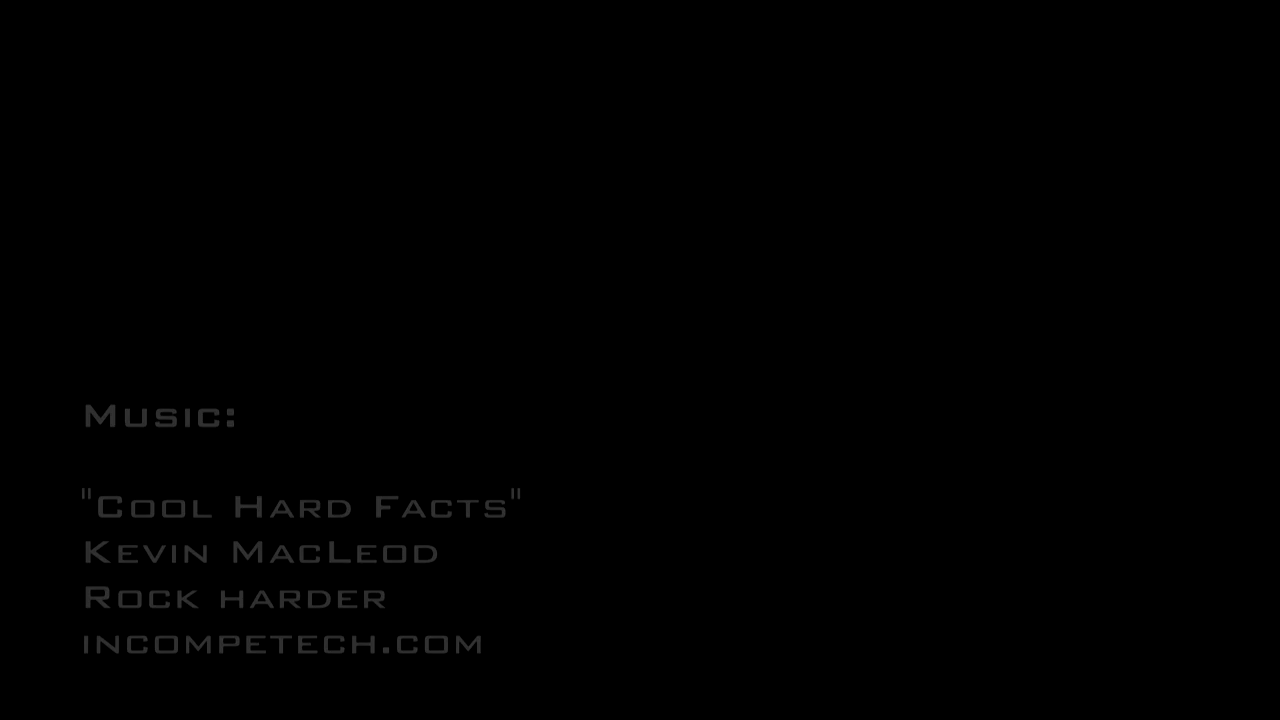 Music:
"Cool Hard Facts"
Kevin MacLeod
Rock harder
incompetech.com